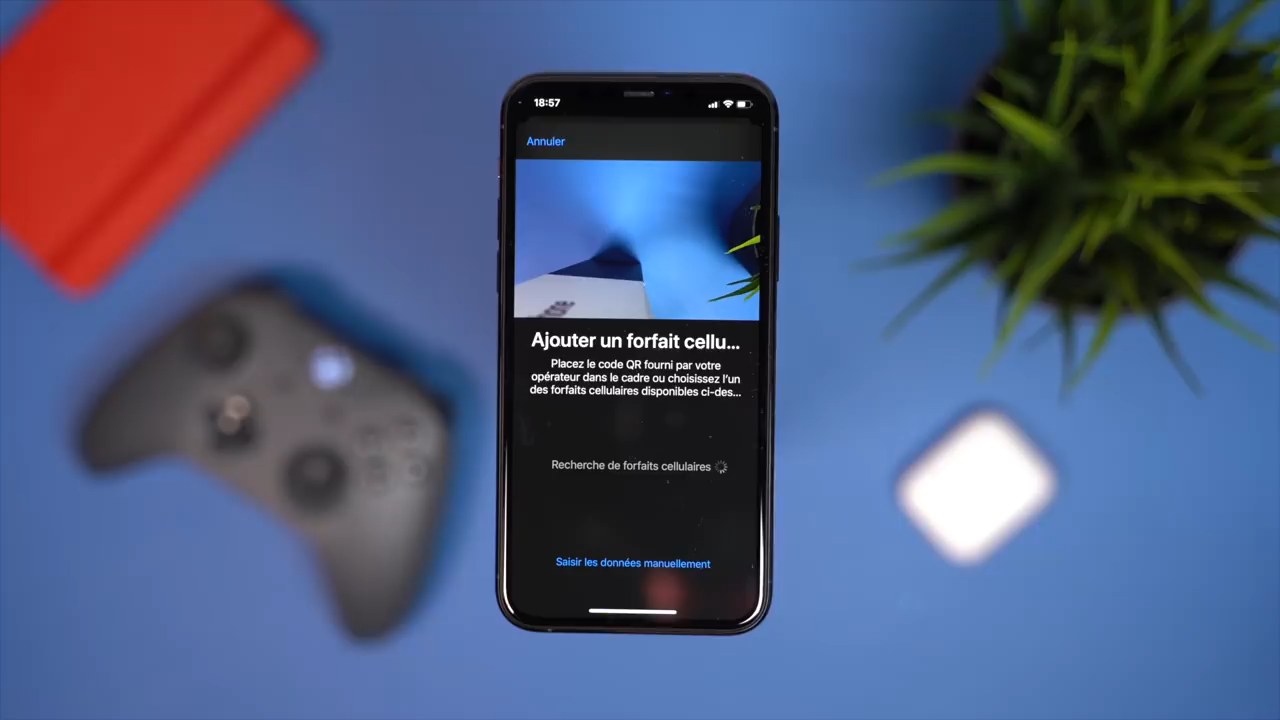 18:57
Annuler
Ajouter un forfait cellu...
Placez le code QR fourni par votre
opérateur dans le cadre ou choisissez l'un
des forfaits cellulaires disponibles ci-des...
Recherche de forfaits cellulaires
Saisir les données manuellement